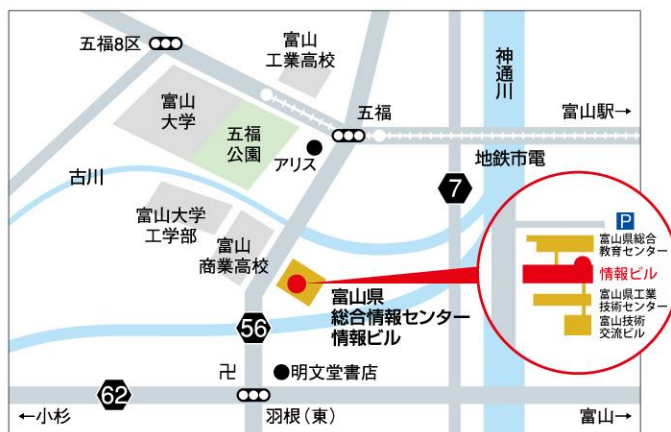 五福8区
富山
工業高校
神通川
富山
大学
五福
公園
五福
富山駅→
アリス
地鉄市電
古川
7
富山大学
工学部
富山
商業高校
P
富山県総合
教育センター
情報ビル
富山県工業
技術センター
富山技術
交流ビル
富山県
総合情報センター
情報ビル
56
卍
明文堂書店
62
←小杉
羽根（東）
富山→